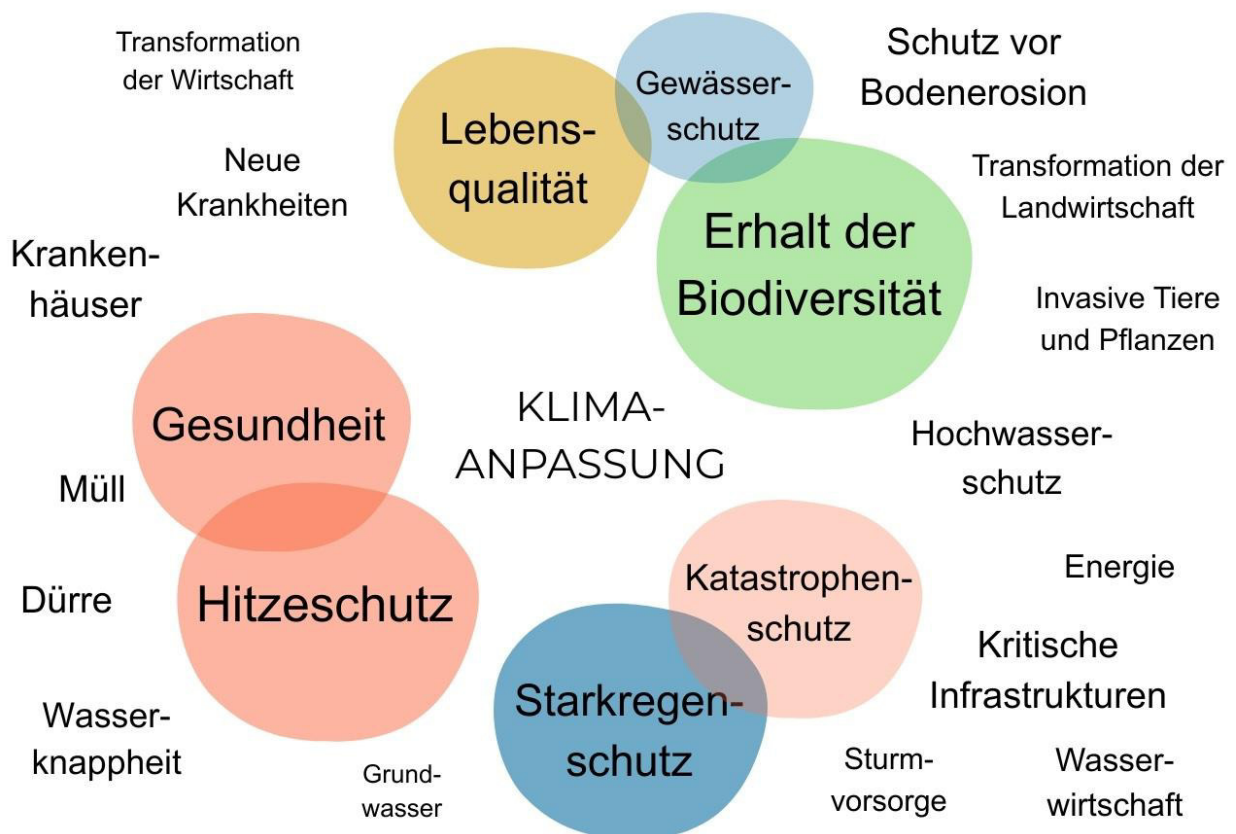 Transformation
der Wirtschaft
Lebens-
qualität
Gewässer-
schutz
Schutz vor
Bodenerosion
Neue
Krankheiten
Transformation der
Landwirtschaft
Kranken-
häuser
Erhalt der
Biodiversität
Invasive Tiere
und Pflanzen
Gesundheit
KLIMA-
ANPASSUNG
Hochwasser-
schutz
Müll
Dürre
Hitzeschutz
Katastrophen-
schutz
Energie
Kritische
Infrastrukturen
Wasser-
knappheit
Grund-
wasser
Starkregen-
schutz
Sturm-
vorsorge
Wasser-
wirtschaft